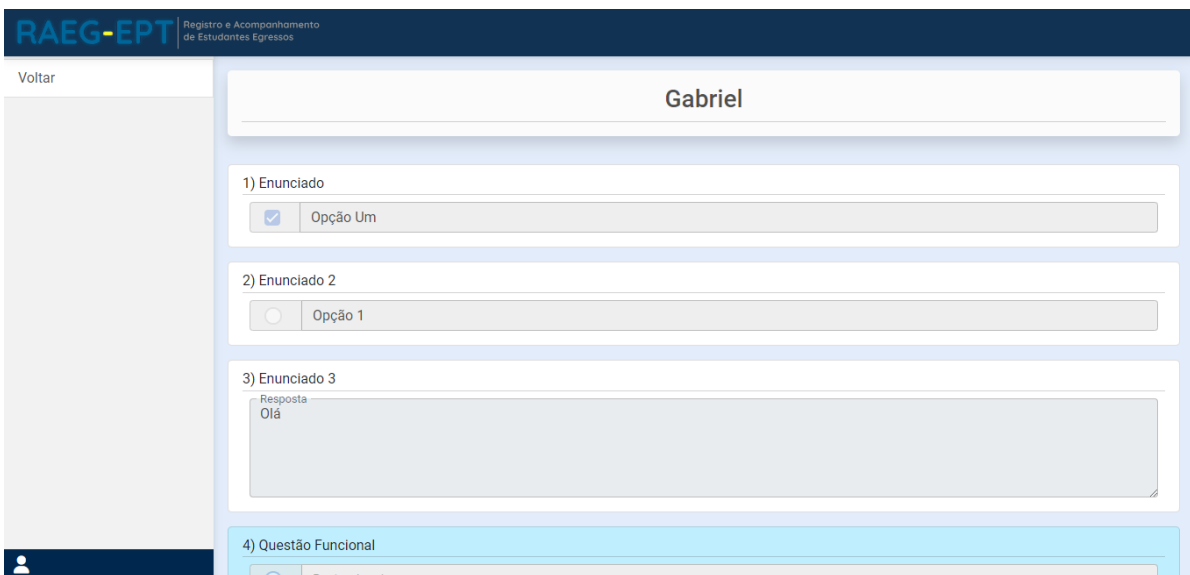 RAEG-EPT
Registro e Acompanhamento
de Estudantes Egressos
Voltar
Gabriel
1) Enunciado
Opção Um
2) Enunciado 2
Opção 1
3) Enunciado 3
Resposta
Olá
4) Questão Funcional